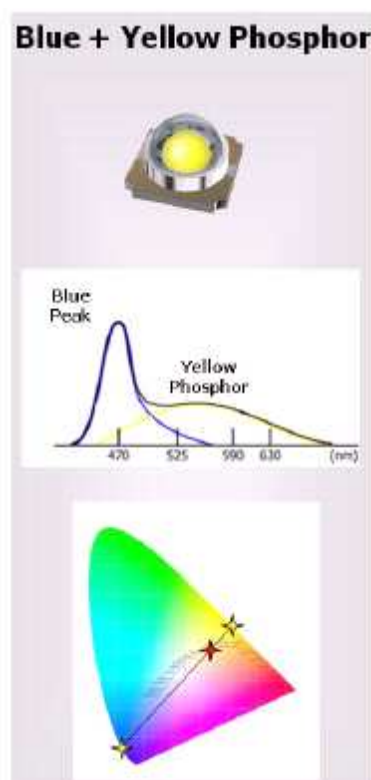 Blue + Yellow Phosphor
Blue
Peak
Yellow
Phosphor
470 525 590 630 (nm)